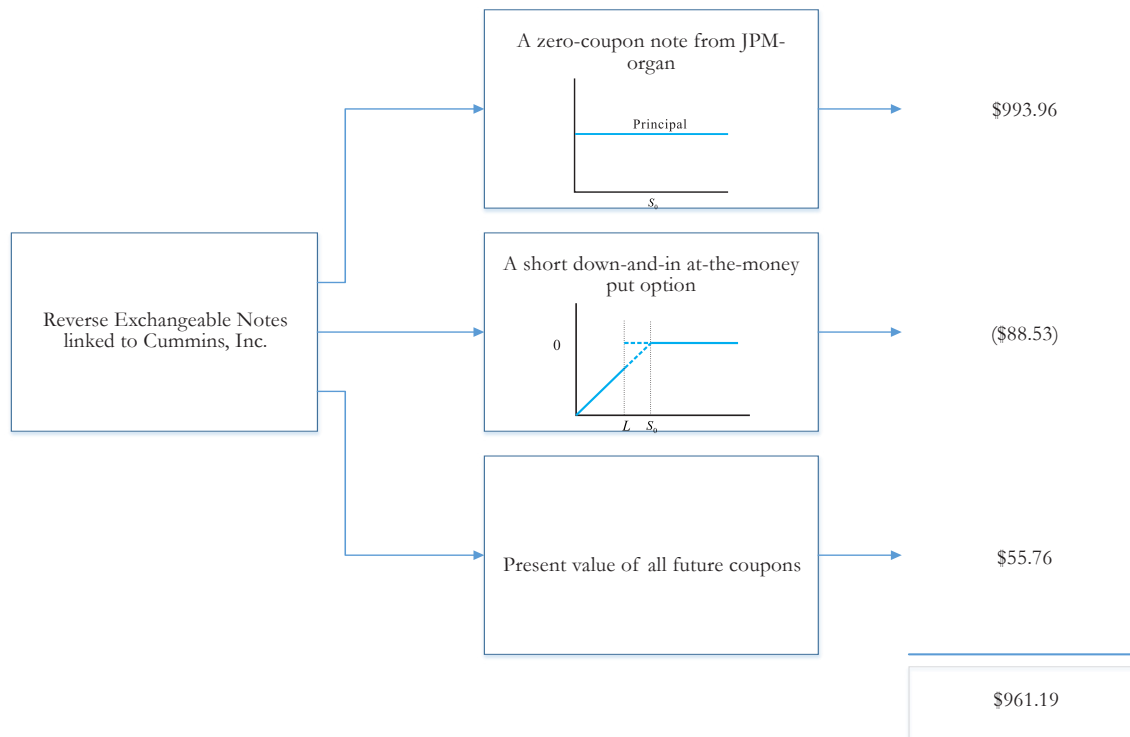 A zero-coupon note from JPM-
organ
Principal
S₀
$993.96
Reverse Exchangeable Notes
linked to Cummins, Inc.
A short down-and-in at-the-money
put option
0
L S₀
($88.53)
Present value of all future coupons
$55.76
$961.19